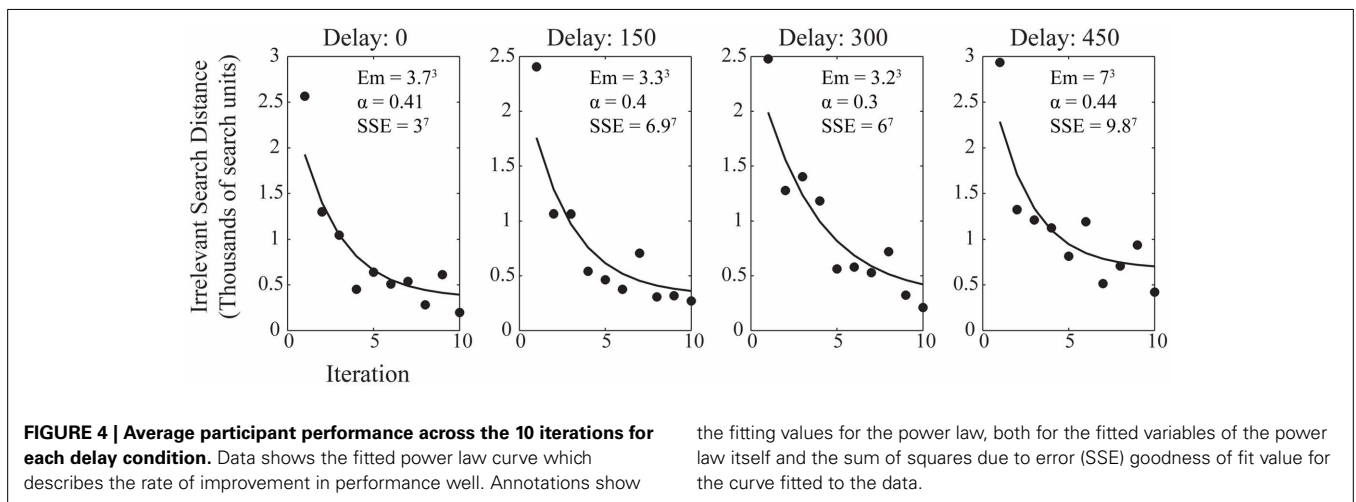 Delay: 0
Delay: 150
Delay: 300
Delay: 450
Irrelevant Search Distance
(Thousands of search units)
3
2.5
2
1.5
1
0.5
0
0
5
10
Em = 3.7³
α = 0.41
SSE = 3⁷
Iteration
2.5
2
1.5
1
0.5
0
0
5
10
Em = 3.3³
α = 0.4
SSE = 6.9⁷
2.5
2
1.5
1
0.5
0
0
5
10
Em = 3.2³
α = 0.3
SSE = 6⁷
3
2.5
2
1.5
1
0.5
0
0
5
10
Em = 7³
α = 0.44
SSE = 9.8⁷
FIGURE 4 | Average participant performance across the 10 iterations for
each delay condition. Data shows the fitted power law curve which
describes the rate of improvement in performance well. Annotations show
the fitting values for the power law, both for the fitted variables of the power
law itself and the sum of squares due to error (SSE) goodness of fit value for
the curve fitted to the data.